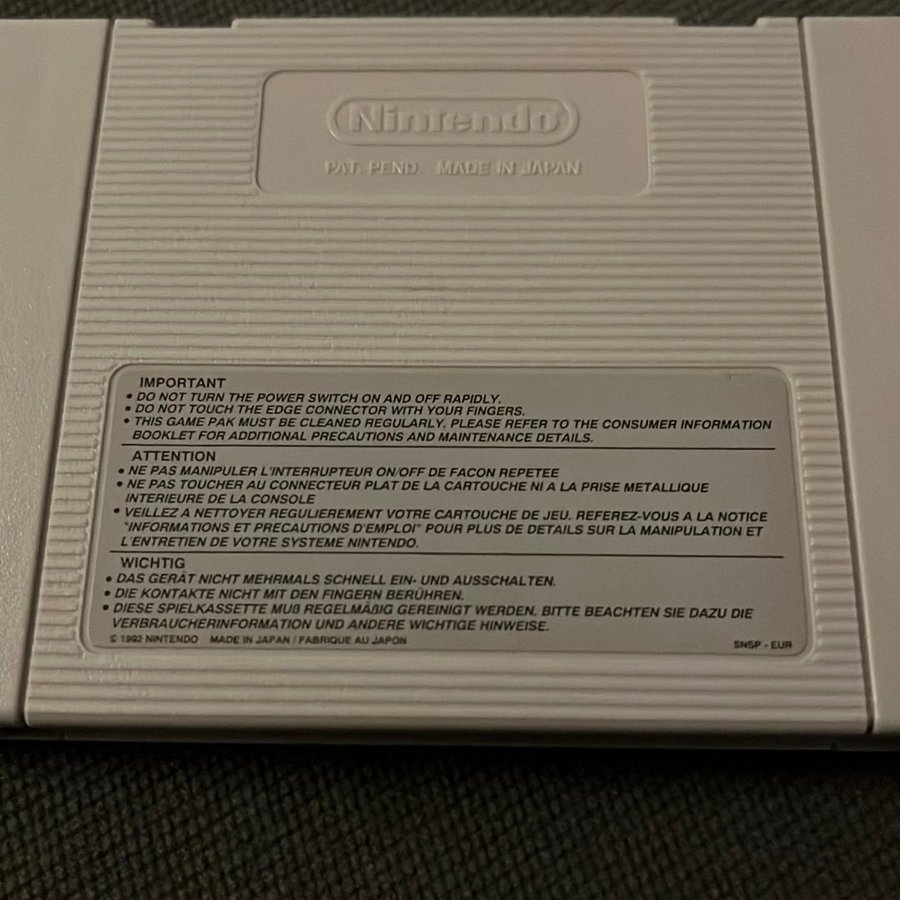 Nintendo
PAT. PEND. MADE IN JAPAN
IMPORTANT
• DO NOT TURN THE POWER SWITCH ON AND OFF RAPIDLY.
• DO NOT TOUCH THE EDGE CONNECTOR WITH YOUR FINGERS.
• THIS GAME PAK MUST BE CLEANED REGULARLY. PLEASE REFER TO THE CONSUMER INFORMATION
BOOKLET FOR ADDITIONAL PRECAUTIONS AND MAINTENANCE DETAILS.
ATTENTION
• NE PAS MANIPULER L'INTERRUPTEUR ON/OFF DE FACON REPETEE
• NE PAS TOUCHER AU CONNECTEUR PLAT DE LA CARTOUCHE NI A LA PRISE METALLIQUE
INTERIEURE DE LA CONSOLE
• VEILLEZ A NETTOYER REGULIEREMENT VOTRE CARTOUCHE DE JEU. REFEREZ-VOUS A LA NOTICE
"INFORMATIONS ET PRECAUTIONS D'EMPLOI" POUR PLUS DE DETAILS SUR LA MANIPULATION ET
L'ENTRETIEN DE VOTRE SYSTEME NINTENDO.
WICHTIG
• DAS GERÄT NICHT MEHRMALS SCHNELL EIN- UND AUSSCHALTEN.
• DIE KONTAKTE NICHT MIT DEN FINGERN BERÜHREN.
• DIESE SPIELKASSETTE MUß REGELMÄßIG GEREINIGT WERDEN. BITTE BEACHTEN SIE DAZU DIE
VERBRAUCHERINFORMATION UND ANDERE WICHTIGE HINWEISE.
© 1992 NINTENDO MADE IN JAPAN / FABRIQUE AU JAPON
SNSP - EUR